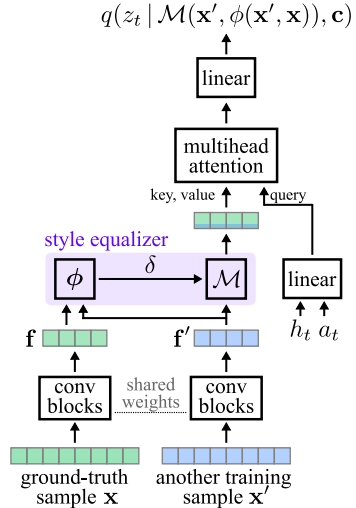 q(z_t | M(x′, ϕ(x′, x)), c)
linear
multihead
attention
key, value
query
style equalizer
ϕ
δ
M
linear
f
f′
h_t
a_t
conv
blocks
shared
weights
conv
blocks
ground-truth
sample x
another training
sample x′